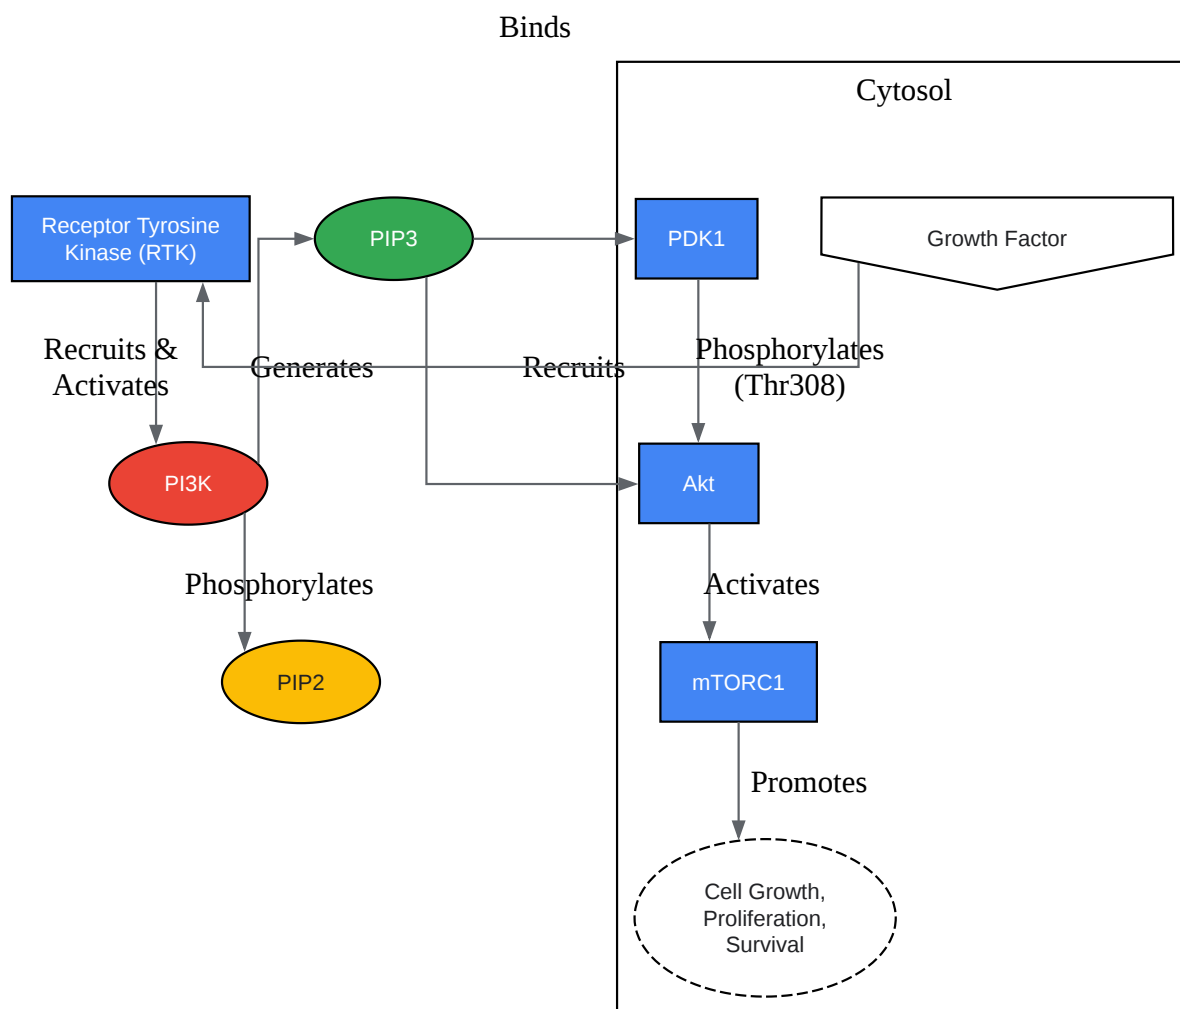 Binds
Cytosol
Receptor Tyrosine
Kinase (RTK)
PIP3
PDK1
Growth Factor
Recruits &
Activates
Generates
Recruits
Phosphorylates
(Thr308)
PI3K
Akt
Phosphorylates
Activates
PIP2
mTORC1
Promotes
Cell Growth,
Proliferation,
Survival